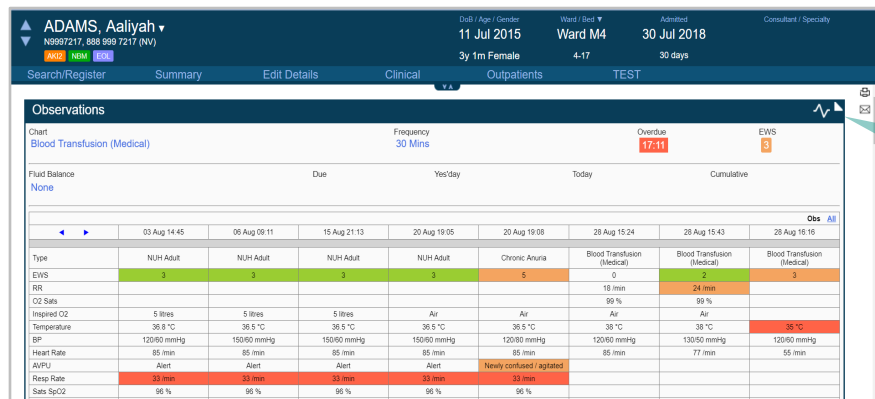 ADAMS, Aaliyah
N9997217, 888 999 7217 (NV)
AKI2 NBM EOL
DoB / Age / Gender
11 Jul 2015
3y 1m Female
Ward / Bed ▼
Ward M4
4-17
Admitted
30 Jul 2018
30 days
Consultant / Specialty
Search/Register Summary Edit Details Clinical Outpatients TEST
Observations
Chart Frequency Overdue EWS
Blood Transfusion (Medical) 30 Mins 17:11 3
Fluid Balance Due Yes'day Today Cumulative
None
Obs All
03 Aug 14:45 06 Aug 09:11 15 Aug 21:13 20 Aug 19:05 20 Aug 19:08 28 Aug 15:24 28 Aug 15:43 28 Aug 16:16
Type NUH Adult NUH Adult NUH Adult NUH Adult Chronic Anuria Blood Transfusion (Medical) Blood Transfusion (Medical) Blood Transfusion (Medical)
EWS 3 3 3 3 5 0 2 3
RR 18 /min 24 /min
O2 Sats 99 % 99 %
Inspired O2 5 litres 5 litres 5 litres Air Air Air Air
Temperature 36.8 °C 36.5 °C 36.5 °C 36.5 °C 36.5 °C 38 °C 38 °C 35 °C
BP 120/60 mmHg 150/60 mmHg 150/60 mmHg 150/60 mmHg 120/80 mmHg 120/60 mmHg 130/50 mmHg 120/60 mmHg
Heart Rate 85 /min 85 /min 85 /min 85 /min 85 /min 85 /min 77 /min 55 /min
AVPU Alert Alert Alert Alert Newly confused / agitated
Resp Rate 33 /min 33 /min 33 /min 33 /min 33 /min
Sats SpO2 96 % 96 % 96 % 96 % 96 %